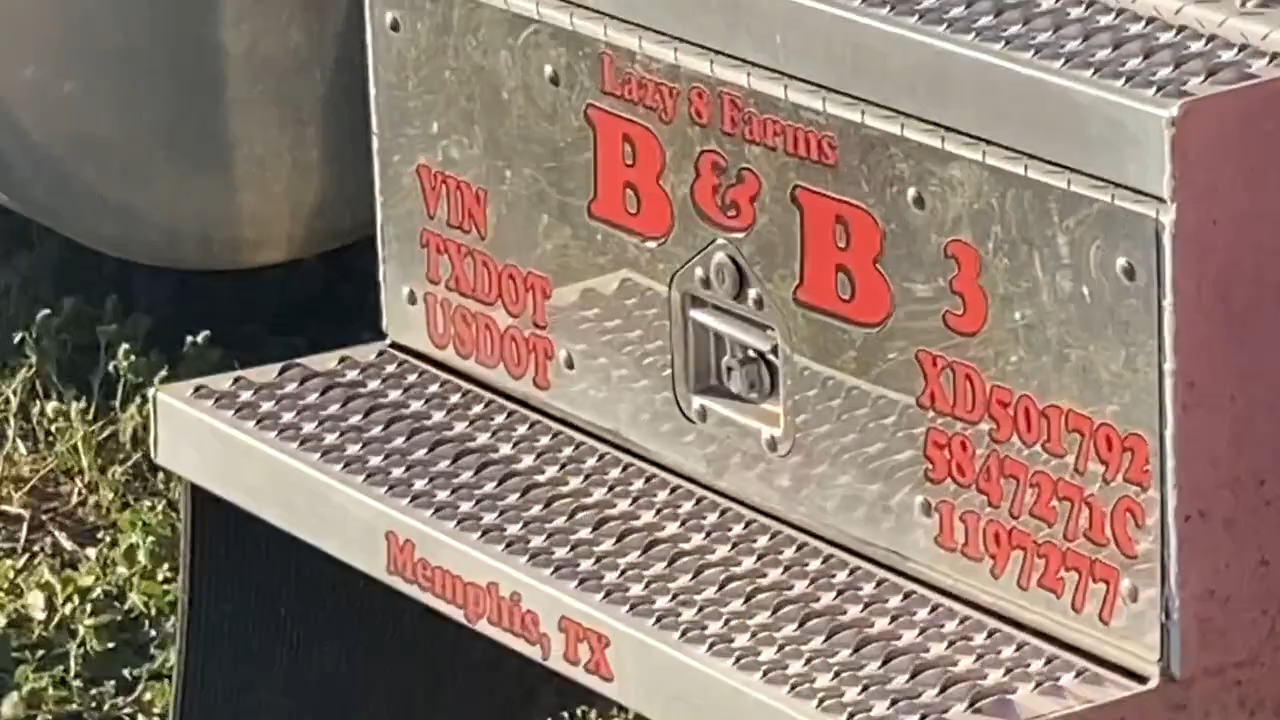 Lazy 8 Farms
B & B 3
VIN XD501792
TXDOT 5847271C
USDOT 1197277
Memphis, TX